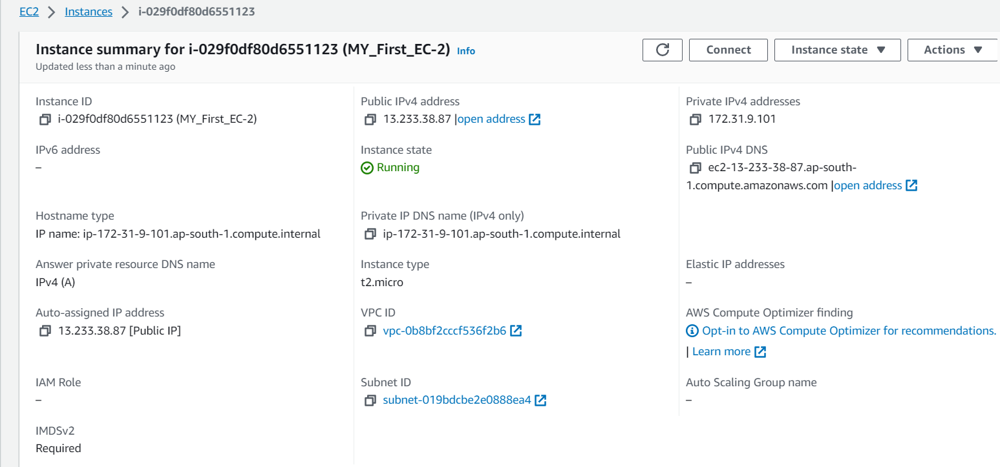 EC2 > Instances > i-029f0df80d6551123
Instance summary for i-029f0df80d6551123 (MY_First_EC-2) Info
Updated less than a minute ago
Connect
Instance state
Actions
Instance ID
i-029f0df80d6551123 (MY_First_EC-2)
Public IPv4 address
13.233.38.87 |open address
Private IPv4 addresses
172.31.9.101
IPv6 address
–
Instance state
Running
Public IPv4 DNS
ec2-13-233-38-87.ap-south-
1.compute.amazonaws.com |open address
Hostname type
IP name: ip-172-31-9-101.ap-south-1.compute.internal
Private IP DNS name (IPv4 only)
ip-172-31-9-101.ap-south-1.compute.internal
Answer private resource DNS name
IPv4 (A)
Instance type
t2.micro
Elastic IP addresses
–
Auto-assigned IP address
13.233.38.87 [Public IP]
VPC ID
vpc-0b8bf2cccf536f2b6
AWS Compute Optimizer finding
Opt-in to AWS Compute Optimizer for recommendations.
| Learn more
IAM Role
–
Subnet ID
subnet-019bdcbe2e0888ea4
Auto Scaling Group name
–
IMDSv2
Required